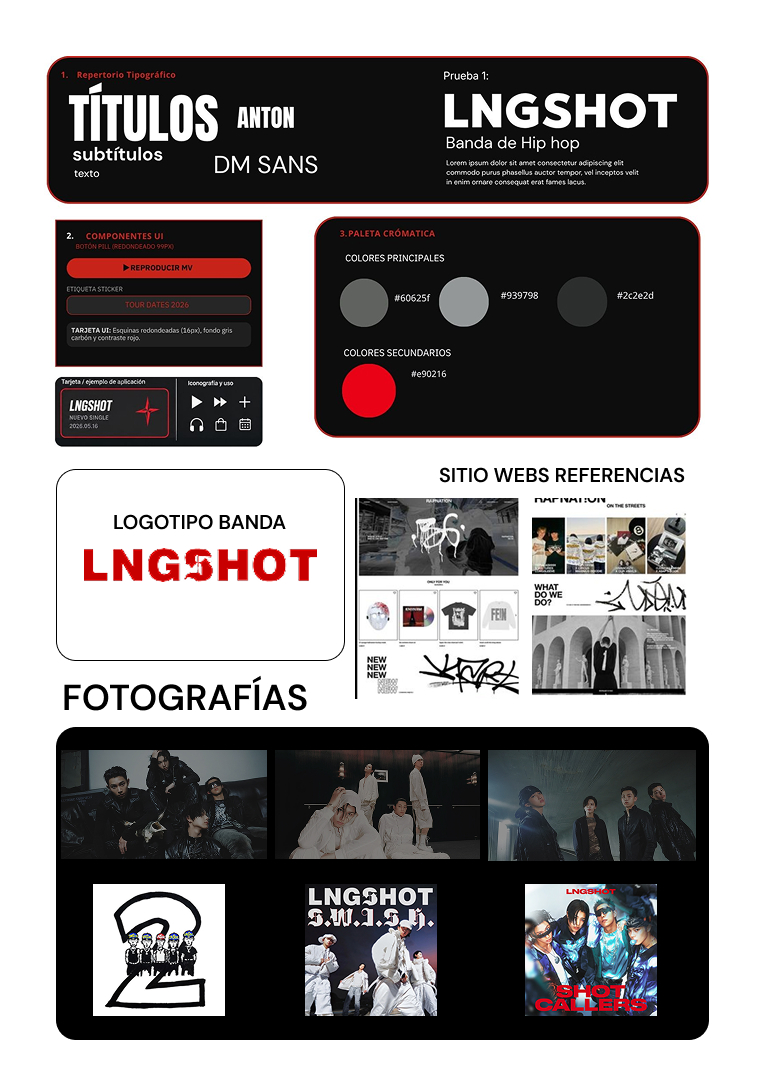 1. Repertorio Tipográfico
TÍTULOS
ANTON
subtítulos
DM SANS
texto
Prueba 1:
LNGSHOT
Banda de Hip hop
Lorem ipsum dolor sit amet consectetur adipiscing elit
commodo purus phasellus auctor tempor, vel inceptos velit
in enim ornare consequat erat fames lacus.
2. COMPONENTES UI
BOTÓN PILL (REDONDEADO 99PX)
▶REPRODUCIR MV
ETIQUETA STICKER
TOUR DATES 2026
TARJETA UI: Esquinas redondeadas (16px), fondo gris
carbón y contraste rojo.
Tarjeta / ejemplo de aplicación
LNGSHOT
NUEVO SINGLE
2026.05.16
Iconografía y uso
3.PALETA CRÓMATICA
COLORES PRINCIPALES
#60625f
#939798
#2c2e2d
COLORES SECUNDARIOS
#e90216
LOGOTIPO BANDA
LNGSHOT
SITIO WEBS REFERENCIAS
RAPNATION
ONLY FOR YOU
FEIN
NEW
NEW
NEW
NEW
NEW
RAPNATION
ON THE STREETS
WHAT
DO WE
DO?
FOTOGRAFÍAS
2
LNGSHOT
S.W.I.S.H.
LNGSHOT
SHOT
CALLERS